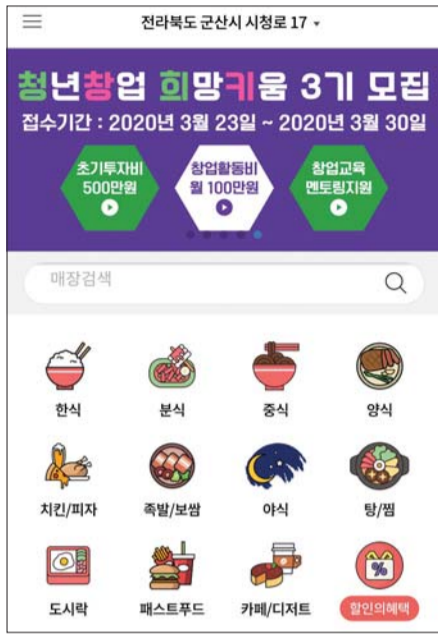 전라북도 군산시 시청로 17
청년창업 희망키움 3기 모집
접수기간 : 2020년 3월 23일 ~ 2020년 3월 30일
초기투자비 창업활동비 창업교육
500만원 월 100만원 멘토링지원
매장검색
한식 분식 중식 양식
치킨/피자 족발/보쌈 야식 탕/찜
도시락 패스트푸드 카페/디저트 할인의혜택